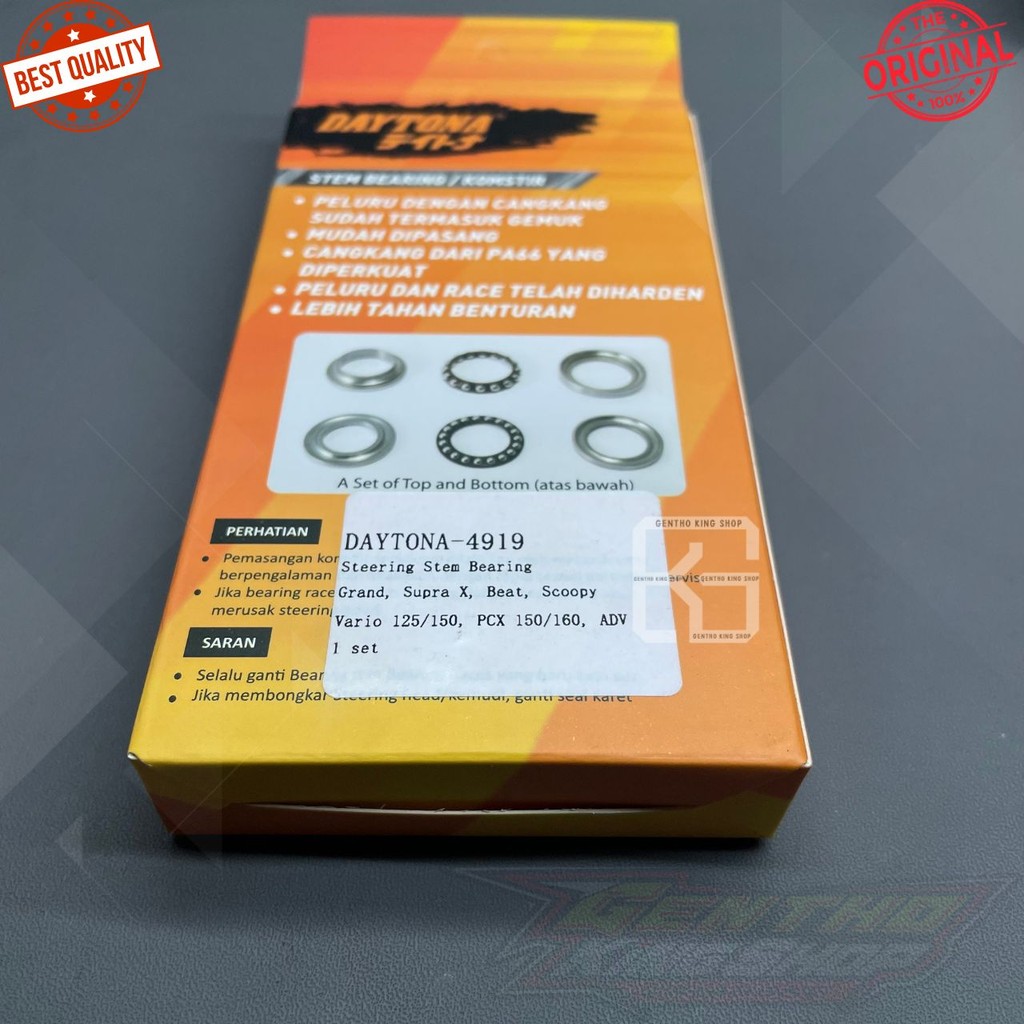 BEST QUALITY
THE
ORIGINAL
100%
DAYTONA
デイトナ
STEM BEARING / KOMSTIR
• PELURU DENGAN CANGKANG
SUDAH TERMASUK GEMUK
• MUDAH DIPASANG
• CANGKANG DARI PA66 YANG
DIPERKUAT
• PELURU DAN RACE TELAH DIHARDEN
• LEBIH TAHAN BENTURAN
A Set of Top and Bottom (atas bawah)
PERHATIAN
• Pemasangan
berpengalaman
• Jika bearing race
merusak
SARAN
• Selalu ganti
• Jika membongkar steering head/kemudi, ganti seal karet
DAYTONA-4919
Steering Stem Bearing
Grand, Supra X, Beat, Scoopy
Vario 125/150, PCX 150/160, ADV
1 set
GENTHO KING SHOP
GENTHO KING
GENTHO KING SHOP
GENTHO KING SHOP
GENTHO
KINGSHOP